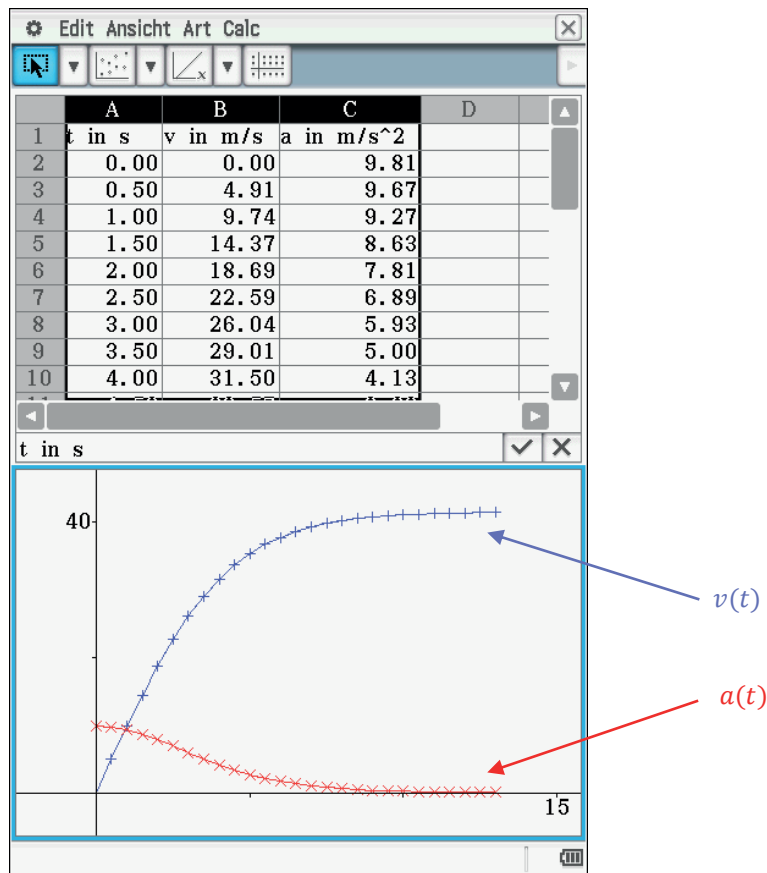 Edit Ansicht Art Calc
A B C D
1 t in s v in m/s a in m/s^2
2 0.00 0.00 9.81
3 0.50 4.91 9.67
4 1.00 9.74 9.27
5 1.50 14.37 8.63
6 2.00 18.69 7.81
7 2.50 22.59 6.89
8 3.00 26.04 5.93
9 3.50 29.01 5.00
10 4.00 31.50 4.13
t in s
40
v(t)
a(t)
15